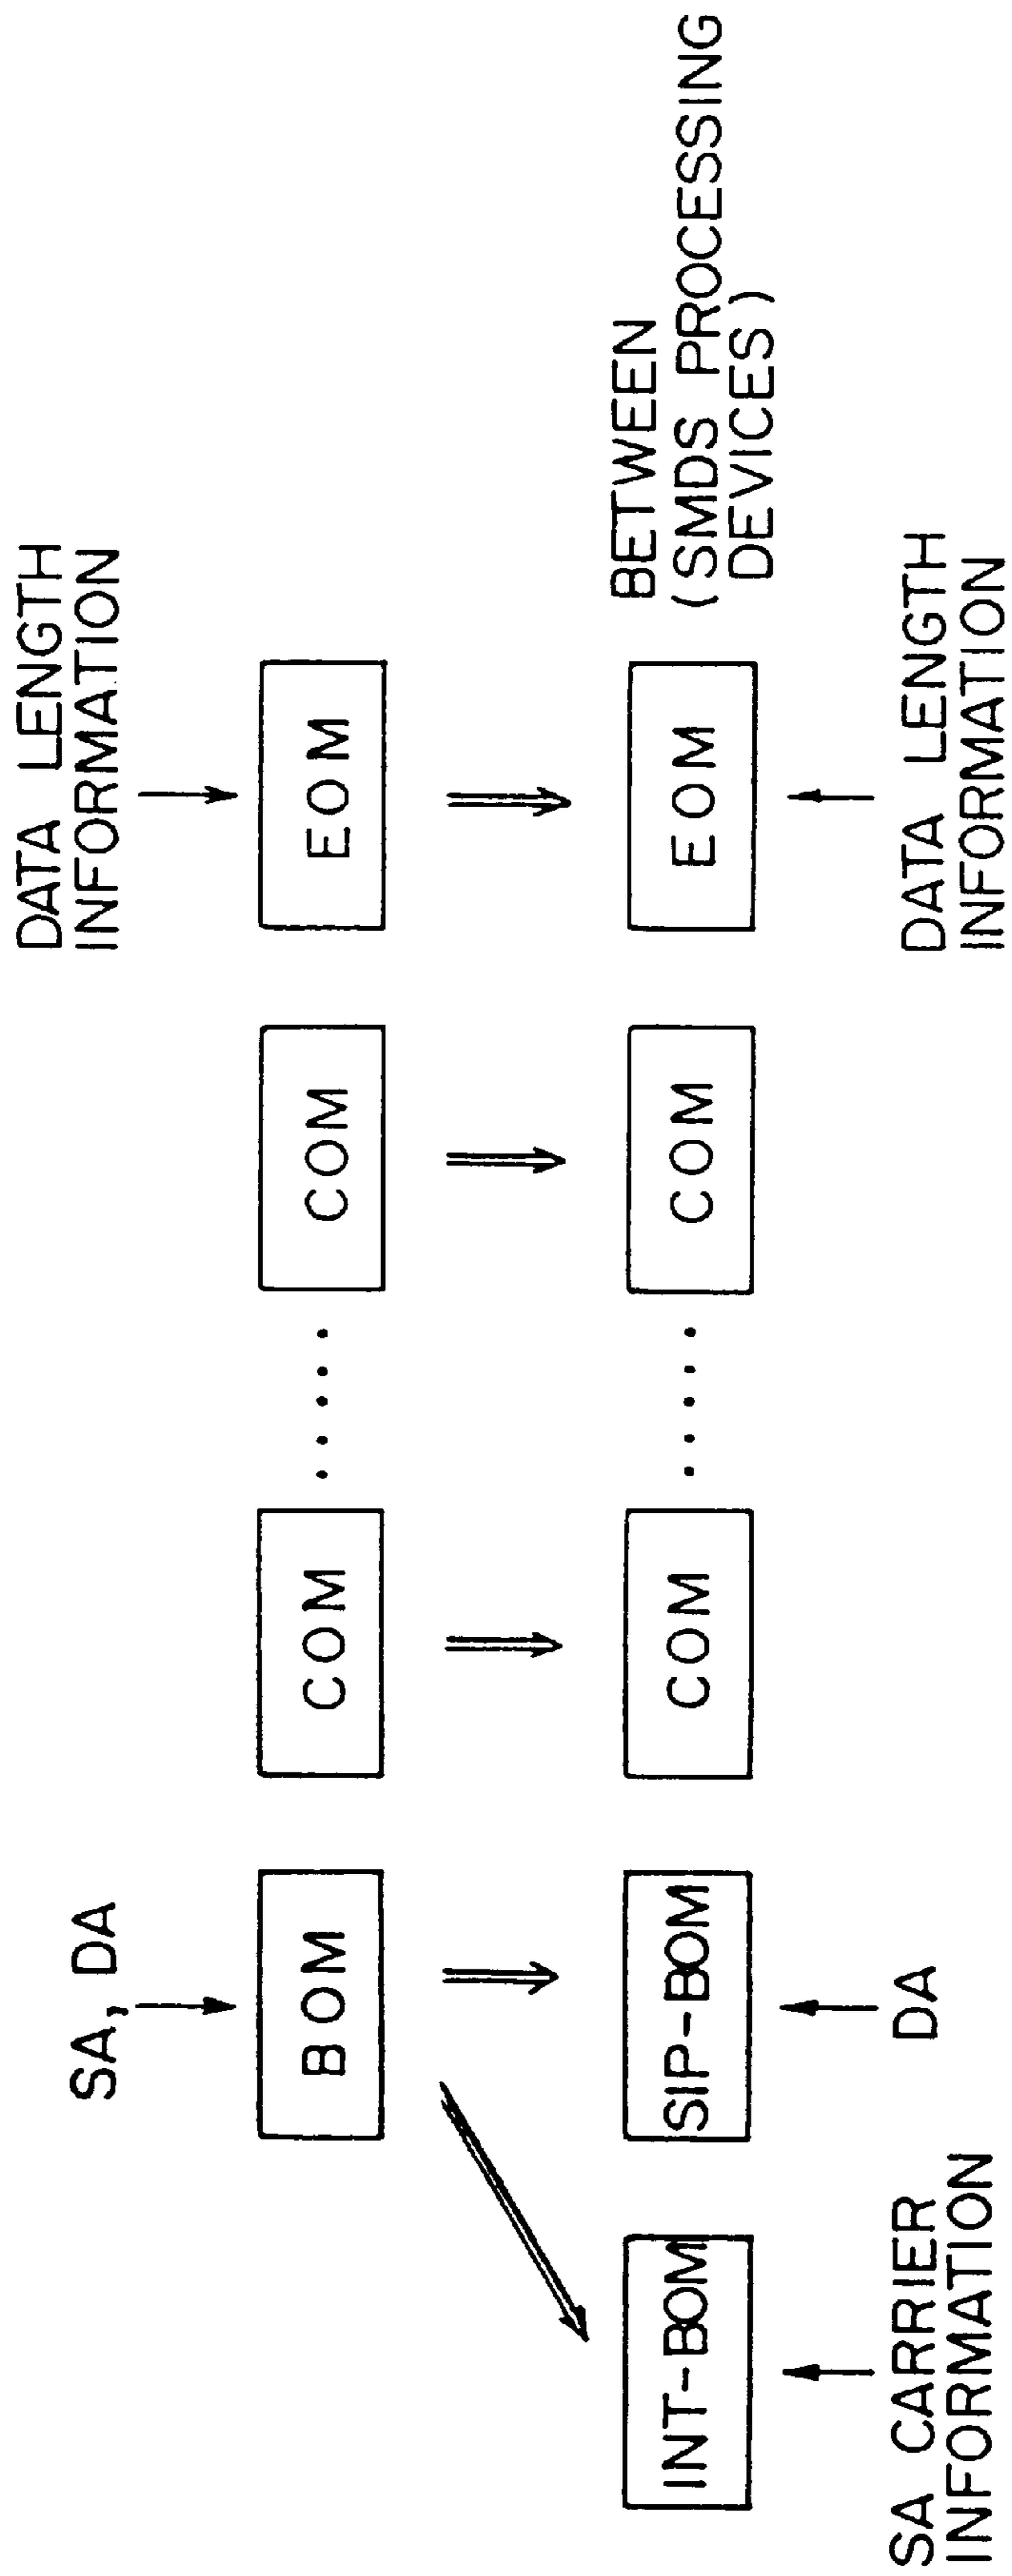 SA, DA
DATA LENGTH
INFORMATION
BOM
COM
COM
EOM
BETWEEN
(SMDS PROCESSING
DEVICES)
INT-BOM
SIP-BOM
COM
COM
EOM
SA CARRIER
INFORMATION
DA
DATA LENGTH
INFORMATION